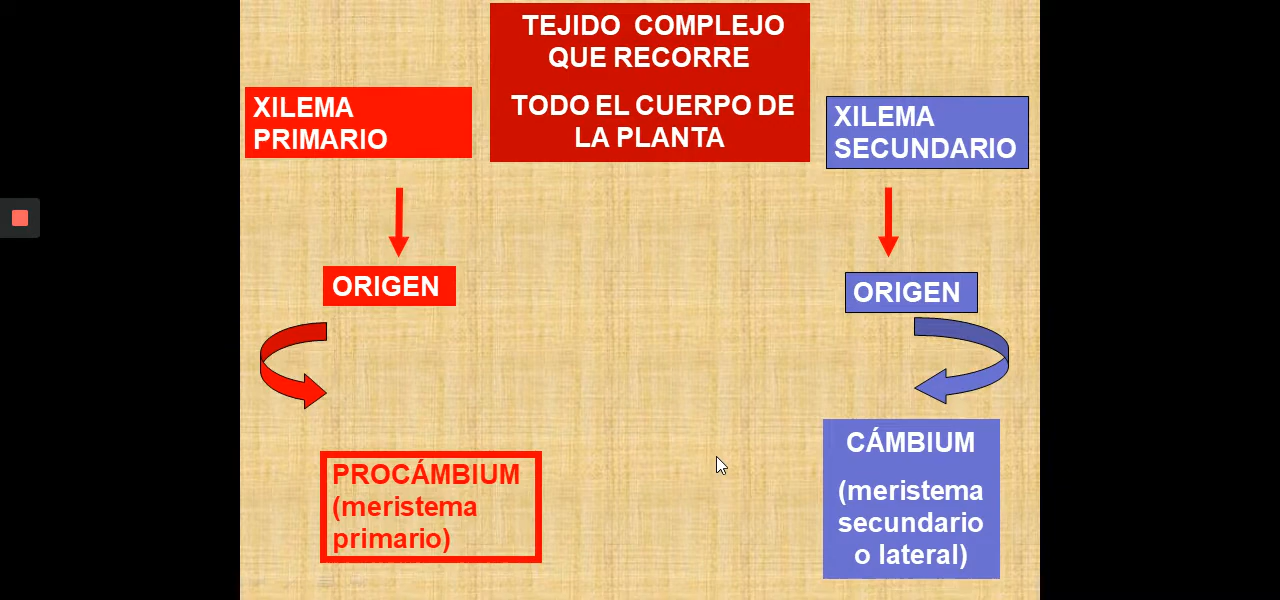 TEJIDO COMPLEJO
QUE RECORRE
TODO EL CUERPO DE
LA PLANTA
XILEMA
PRIMARIO
XILEMA
SECUNDARIO
ORIGEN
ORIGEN
PROCÁMBIUM
(meristema
primario)
CÁMBIUM
(meristema
secundario
o lateral)